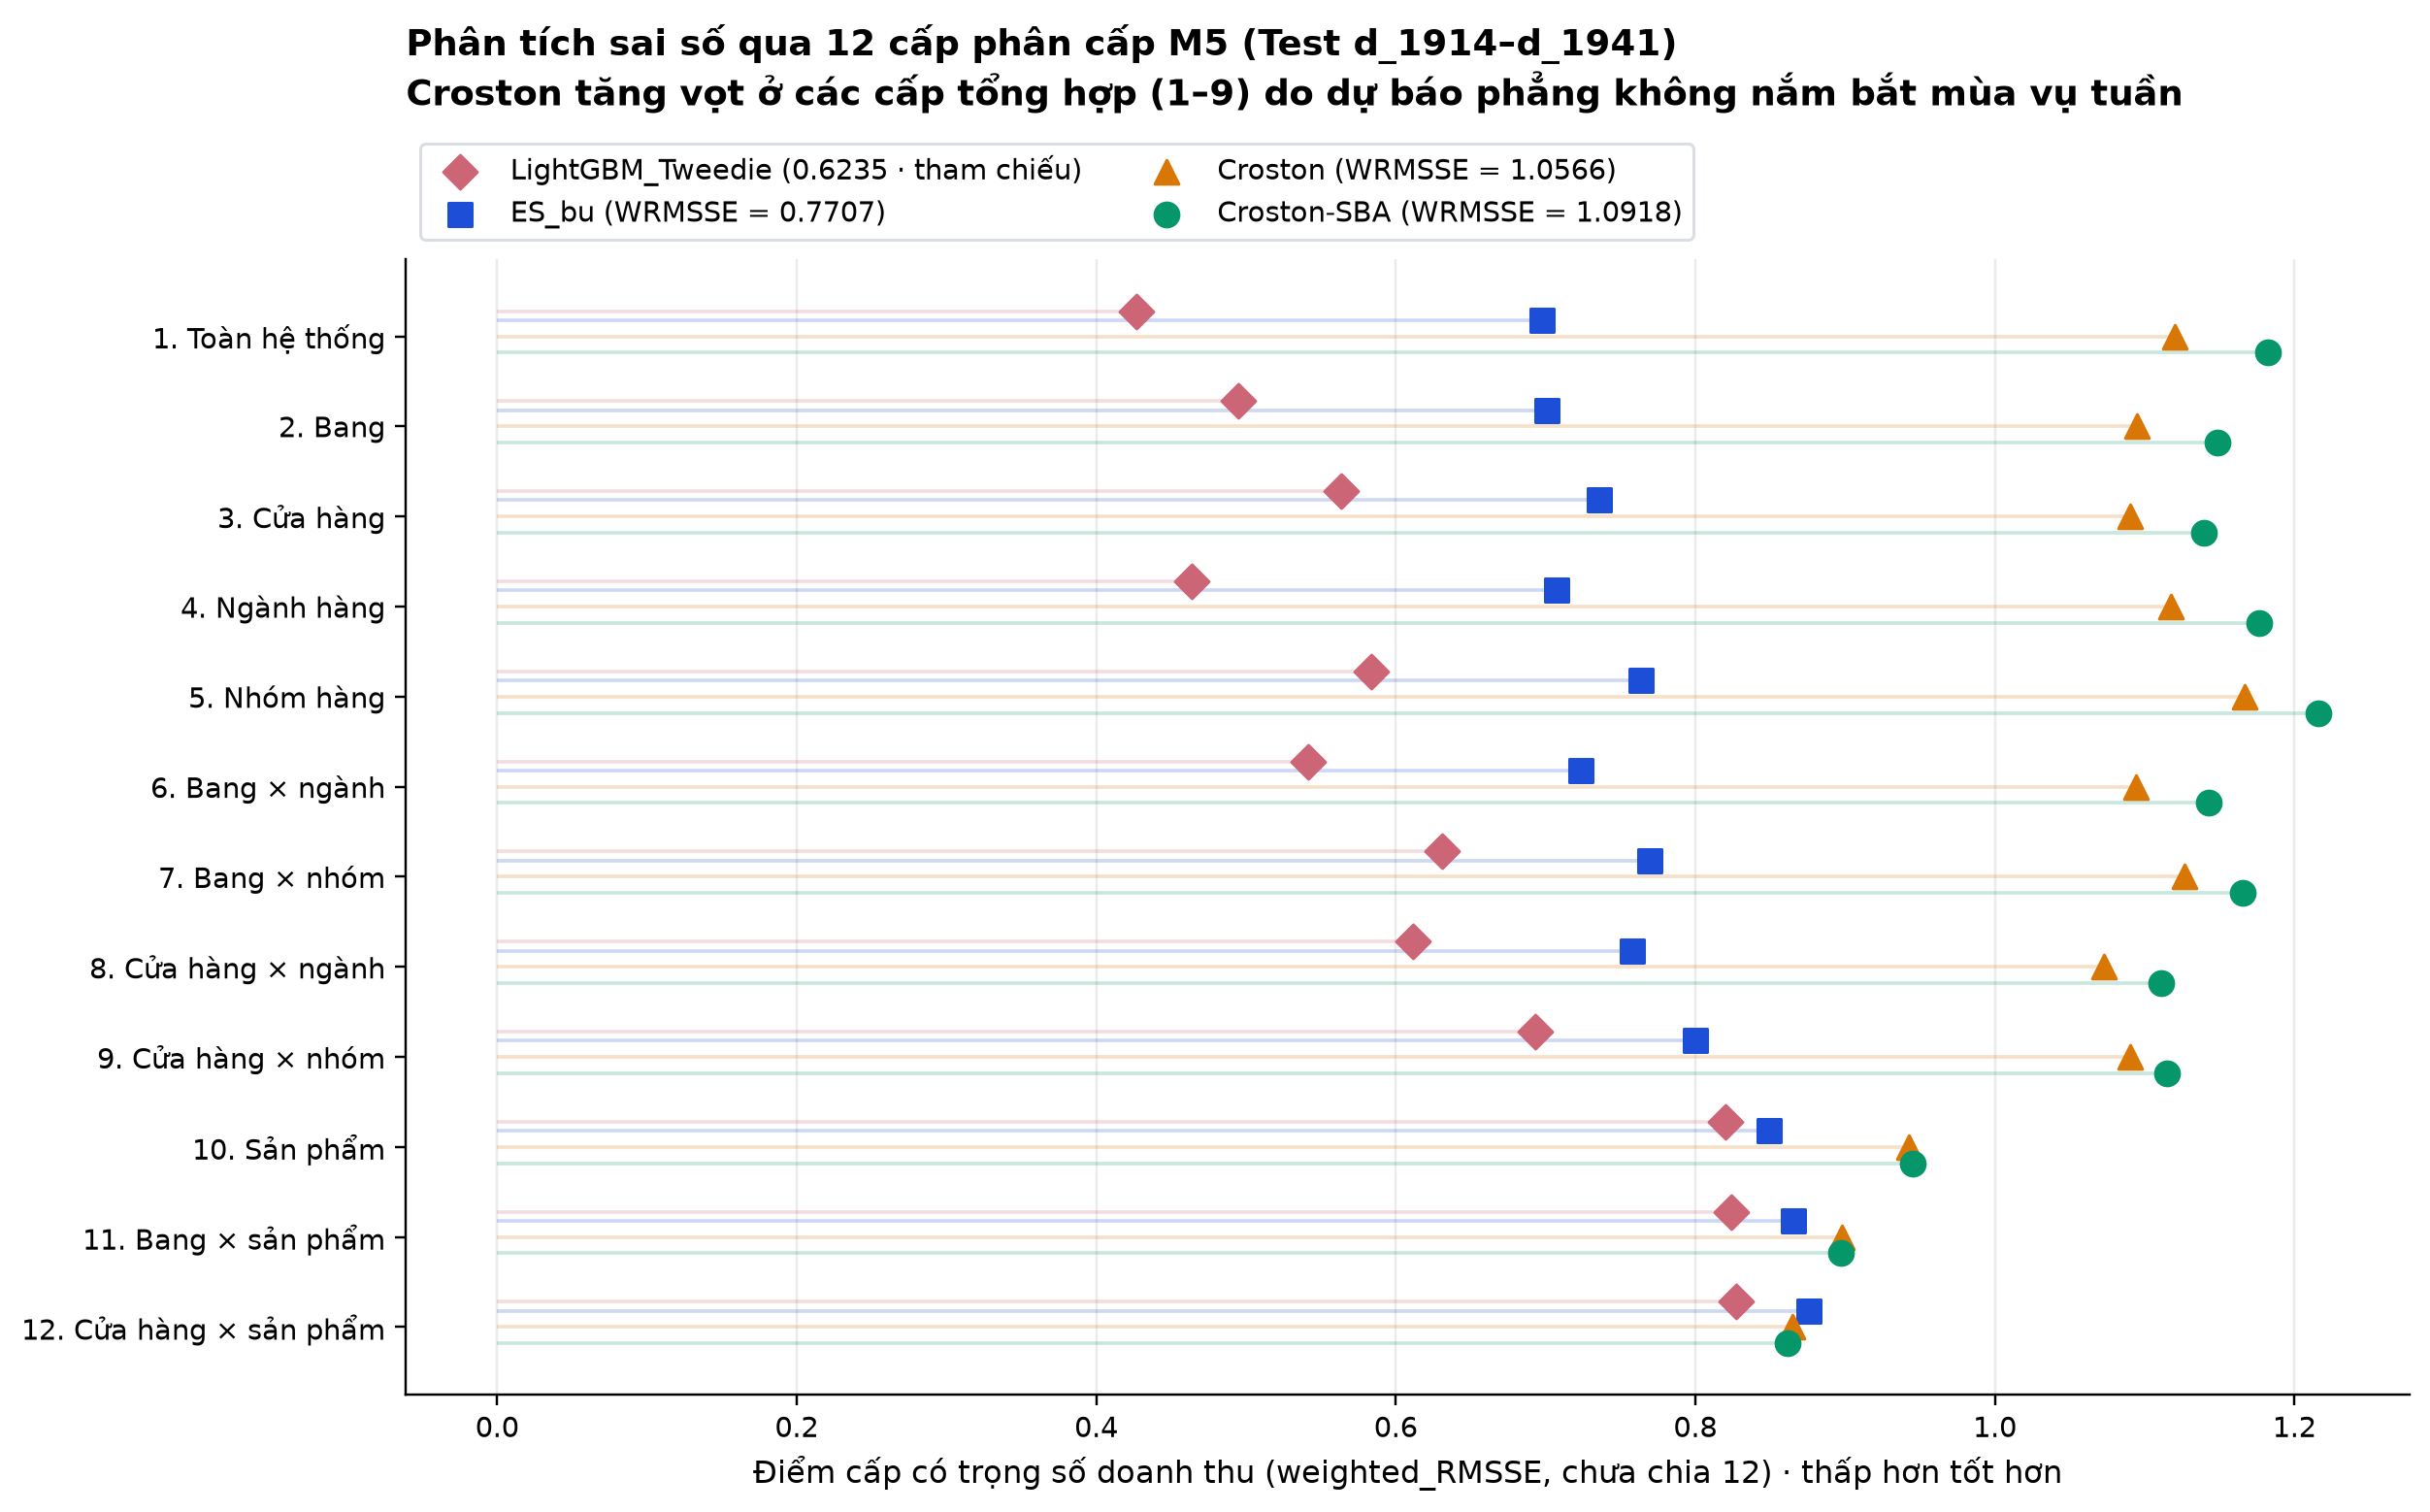 Phân tích sai số qua 12 cấp phân cấp M5 (Test d_1914–d_1941)
Croston tăng vọt ở các cấp tổng hợp (1–9) do dự báo phẳng không nắm bắt mùa vụ tuần
LightGBM_Tweedie (0.6235 · tham chiếu)
ES_bu (WRMSSE = 0.7707)
Croston (WRMSSE = 1.0566)
Croston-SBA (WRMSSE = 1.0918)
1. Toàn hệ thống
2. Bang
3. Cửa hàng
4. Ngành hàng
5. Nhóm hàng
6. Bang × ngành
7. Bang × nhóm
8. Cửa hàng × ngành
9. Cửa hàng × nhóm
10. Sản phẩm
11. Bang × sản phẩm
12. Cửa hàng × sản phẩm
0.0 0.2 0.4 0.6 0.8 1.0 1.2
Điểm cấp có trọng số doanh thu (weighted_RMSSE, chưa chia 12) · thấp hơn tốt hơn